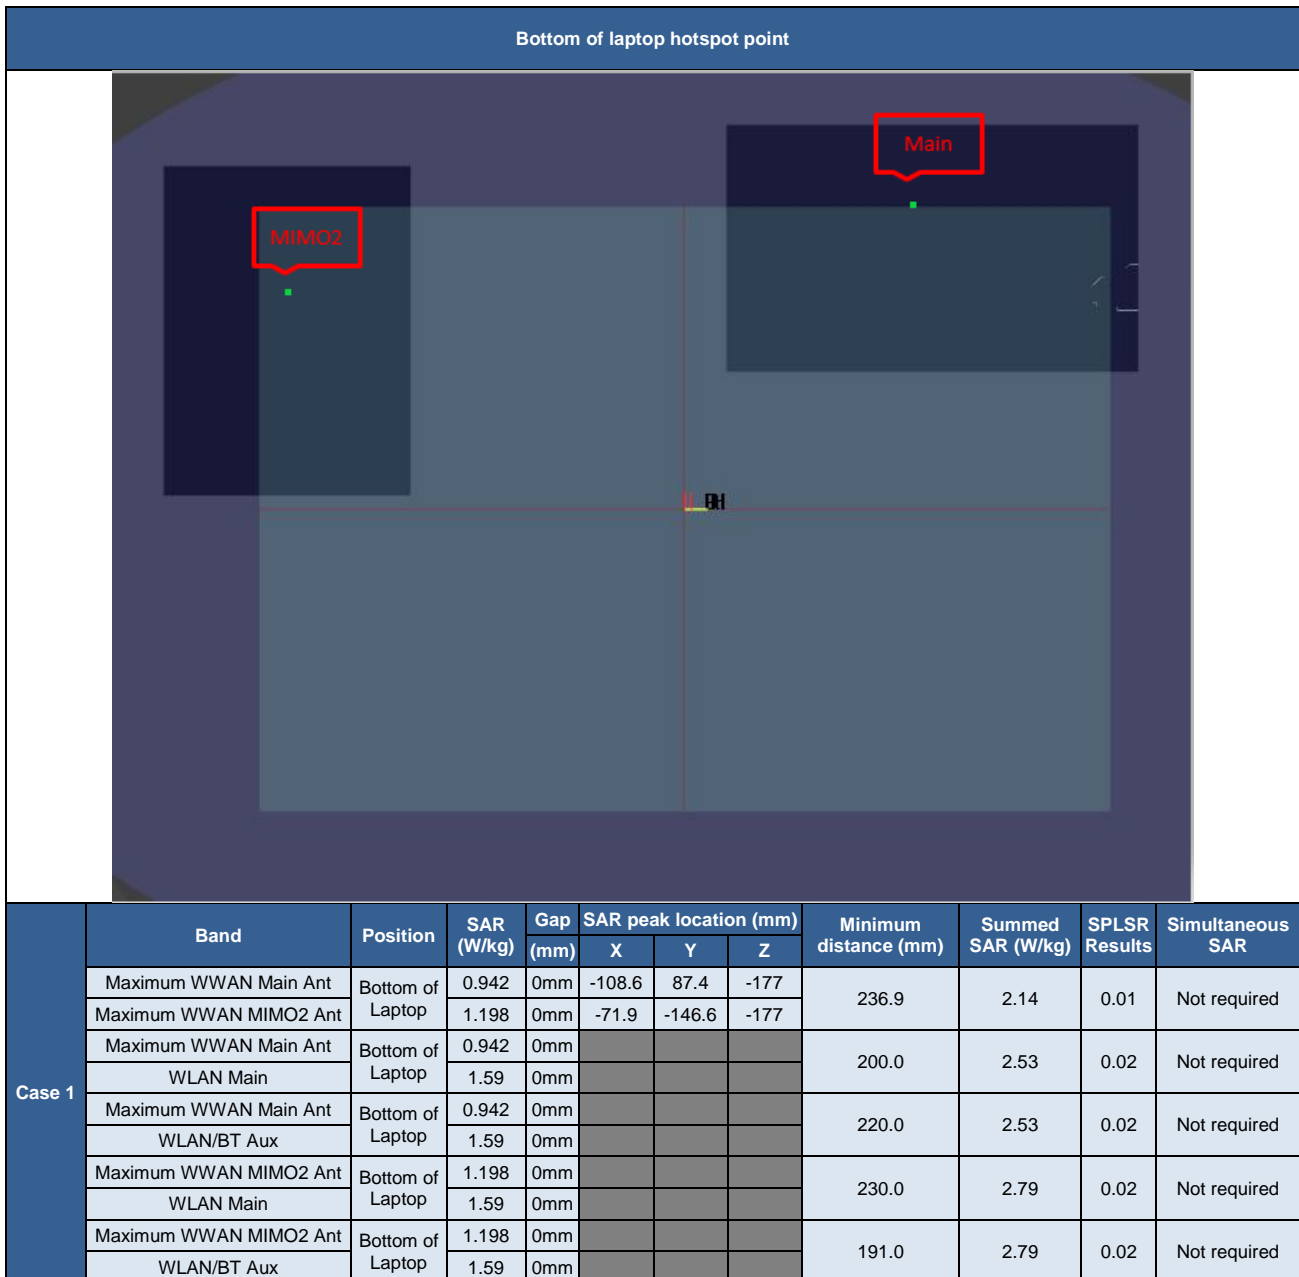 Bottom of laptop hotspot point
Main
MIMO2
Band Position SAR (W/kg) Gap (mm) SAR peak location (mm) X Y Z Minimum distance (mm) Summed SAR (W/kg) SPLSR Results Simultaneous SAR
Case 1
Maximum WWAN Main Ant Bottom of Laptop 0.942 0mm -108.6 87.4 -177 236.9 2.14 0.01 Not required
Maximum WWAN MIMO2 Ant 1.198 0mm -71.9 -146.6 -177
Maximum WWAN Main Ant Bottom of Laptop 0.942 0mm 200.0 2.53 0.02 Not required
WLAN Main 1.59 0mm
Maximum WWAN Main Ant Bottom of Laptop 0.942 0mm 220.0 2.53 0.02 Not required
WLAN/BT Aux 1.59 0mm
Maximum WWAN MIMO2 Ant Bottom of Laptop 1.198 0mm 230.0 2.79 0.02 Not required
WLAN Main 1.59 0mm
Maximum WWAN MIMO2 Ant Bottom of Laptop 1.198 0mm 191.0 2.79 0.02 Not required
WLAN/BT Aux 1.59 0mm